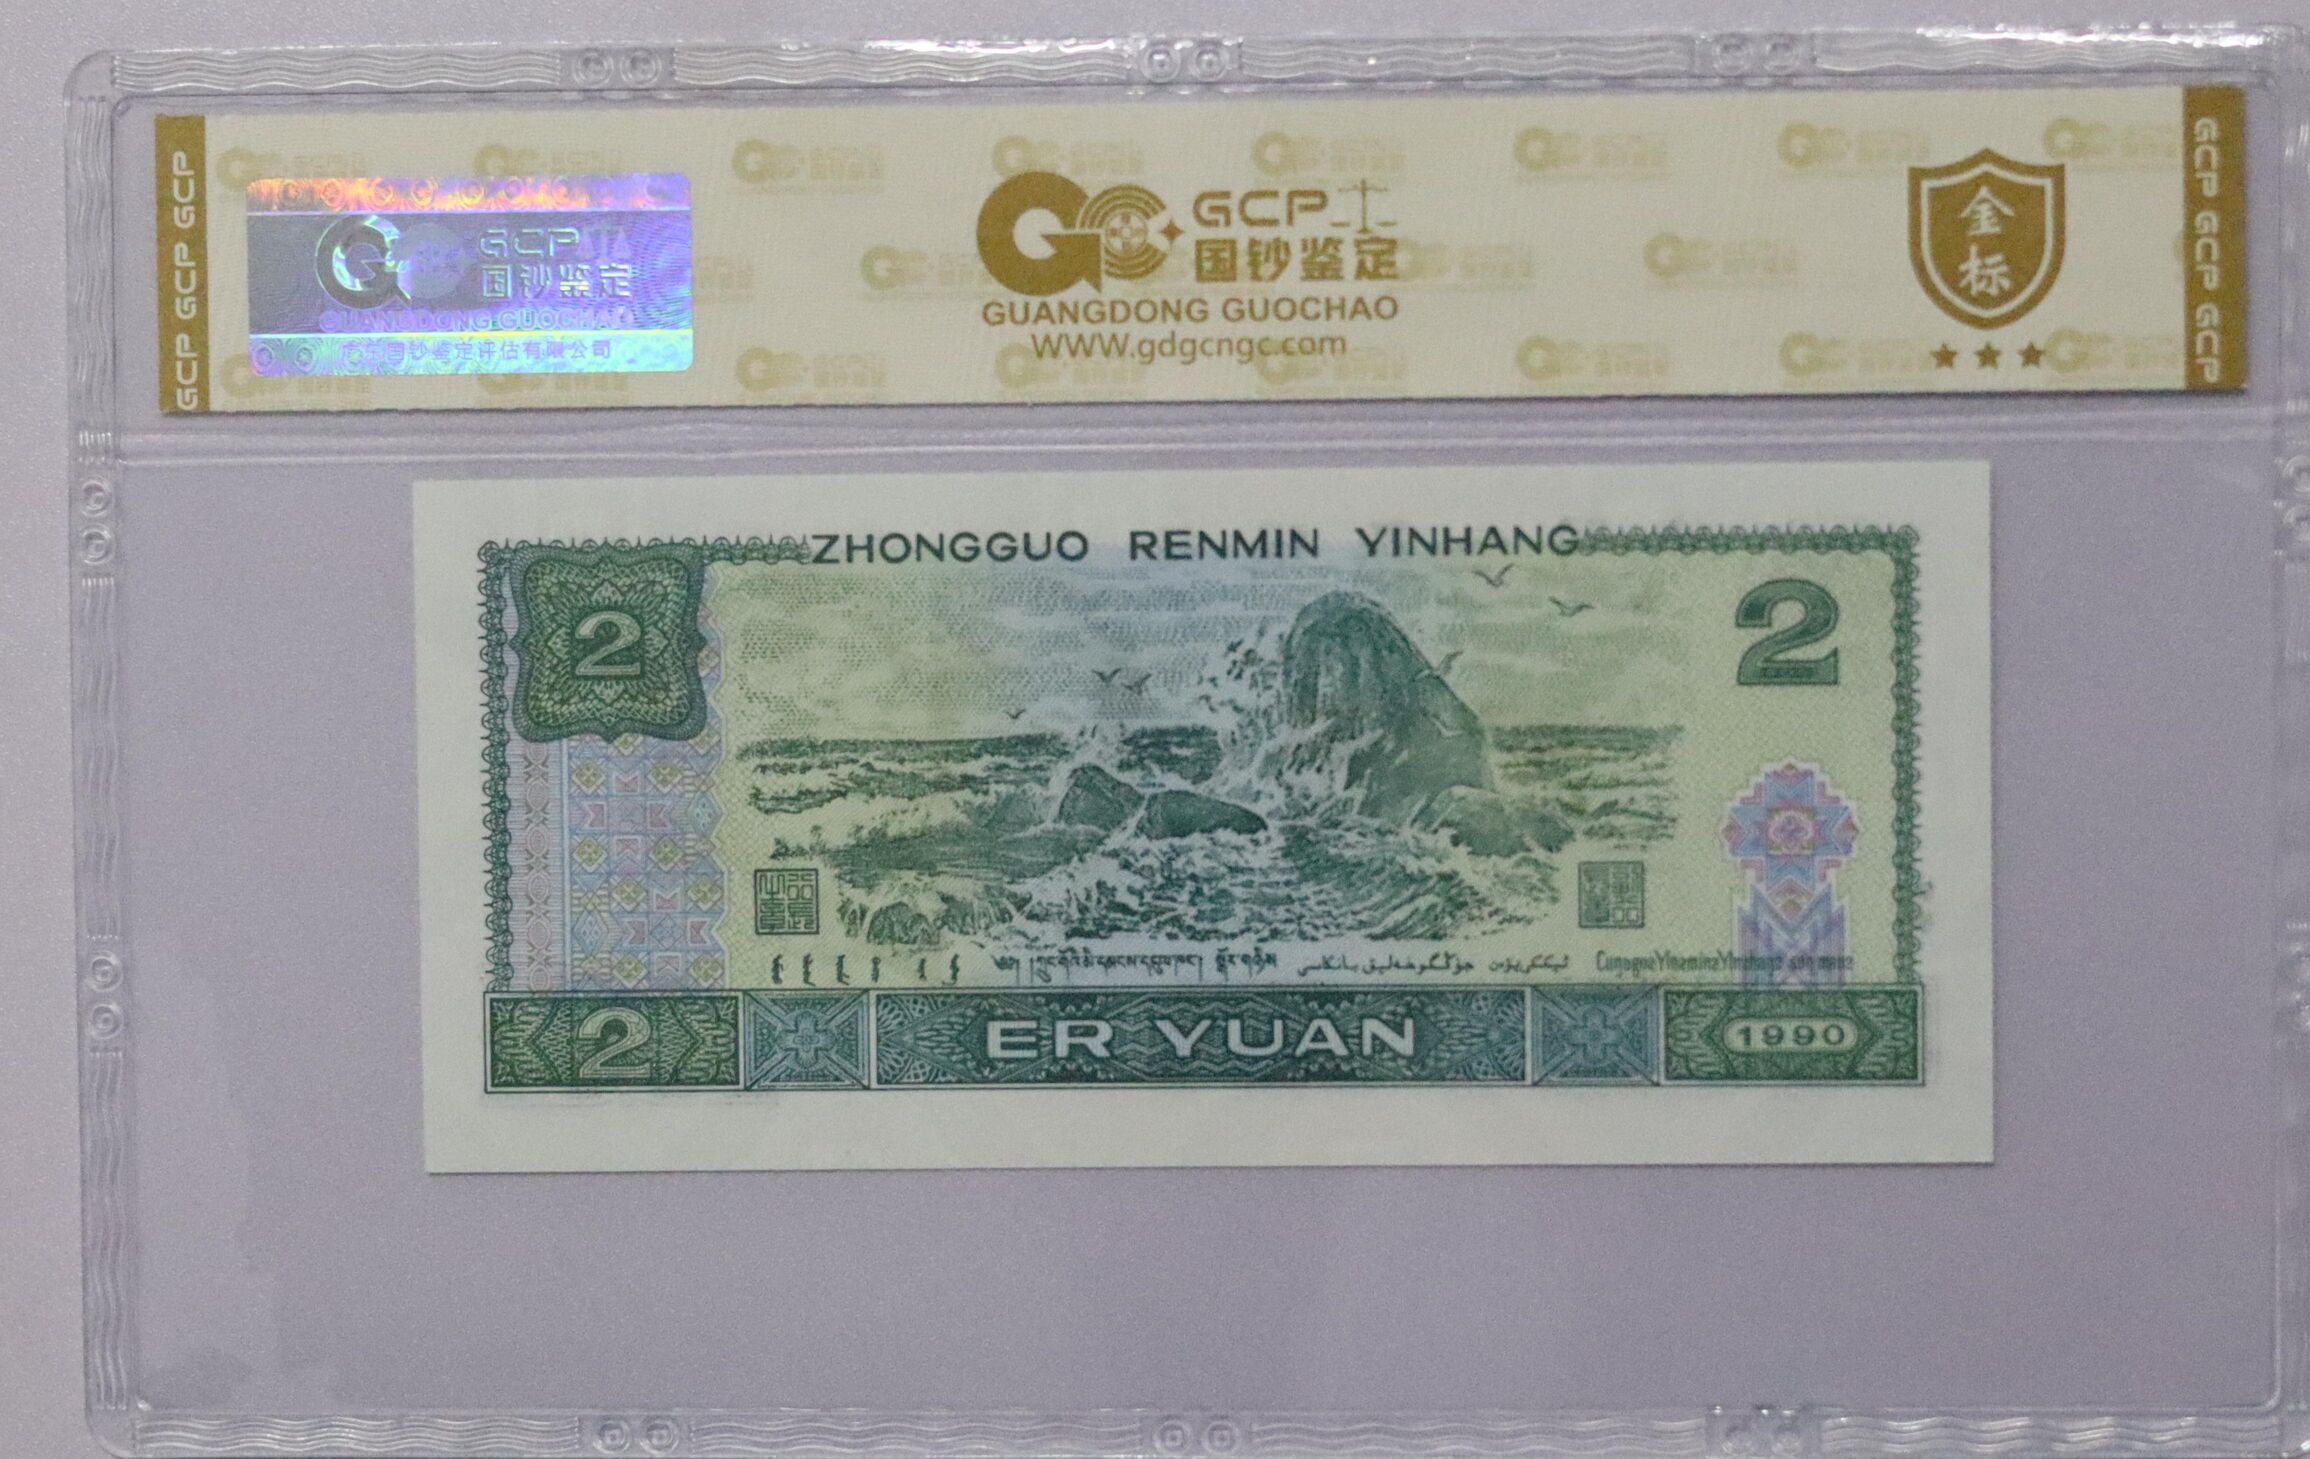 GCP GCP GCP
GCP
国钞鉴定
GUANGDONG GUOCHAO
广东国钞鉴定评估有限公司
GCP
国钞鉴定
GUANGDONG GUOCHAO
www.gdgcngc.com
金标
GCP GCP GCP
ZHONGGUO RENMIN YINHANG
2
2
2
ER YUAN
1990